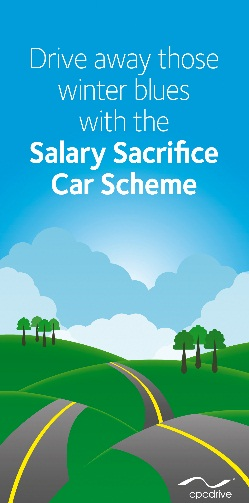 Drive away those
winter blues
with the
Salary Sacrifice
Car Scheme
cpcdrive